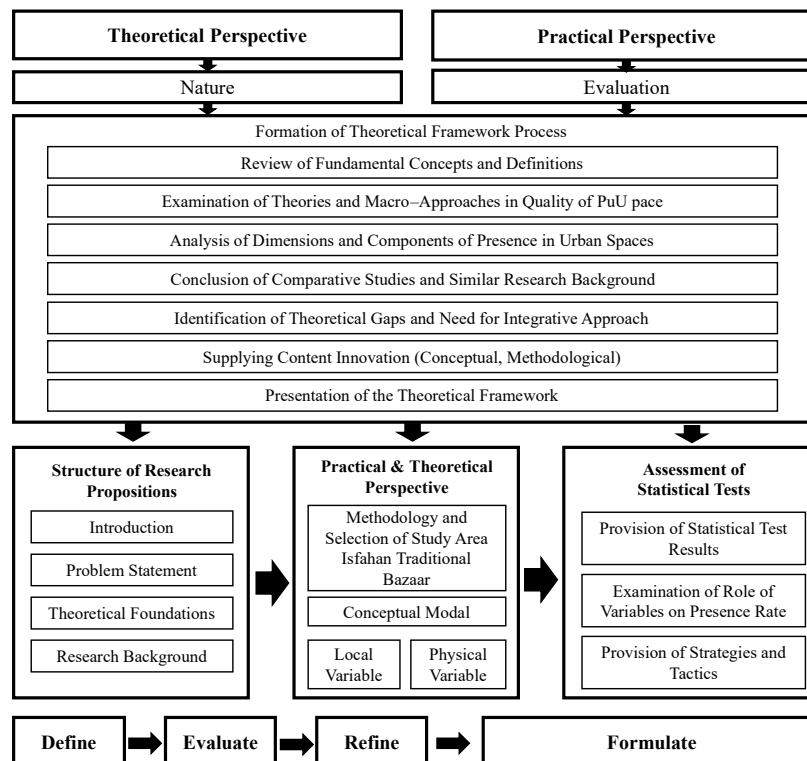 Theoretical Perspective
Practical Perspective
Nature
Evaluation
Formation of Theoretical Framework Process
Review of Fundamental Concepts and Definitions
Examination of Theories and Macro–Approaches in Quality of PuU pace
Analysis of Dimensions and Components of Presence in Urban Spaces
Conclusion of Comparative Studies and Similar Research Background
Identification of Theoretical Gaps and Need for Integrative Approach
Supplying Content Innovation (Conceptual, Methodological)
Presentation of the Theoretical Framework
Structure of Research
Propositions
Introduction
Problem Statement
Theoretical Foundations
Research Background
Practical & Theoretical
Perspective
Methodology and
Selection of Study Area
Isfahan Traditional
Bazaar
Conceptual Modal
Local
Variable
Physical
Variable
Assessment of
Statistical Tests
Provision of Statistical Test
Results
Examination of Role of
Variables on Presence Rate
Provision of Strategies and
Tactics
Define
Evaluate
Refine
Formulate